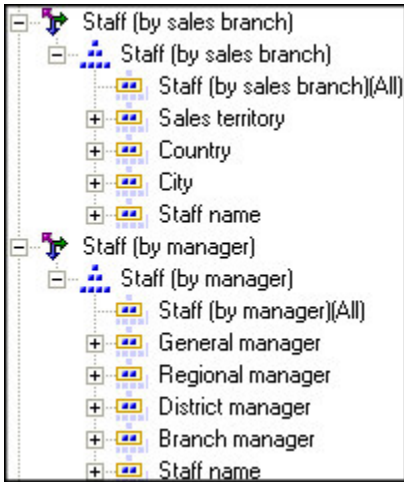 Staff (by sales branch)
Staff (by sales branch)
Staff (by sales branch)(All)
Sales territory
Country
City
Staff name
Staff (by manager)
Staff (by manager)
Staff (by manager)(All)
General manager
Regional manager
District manager
Branch manager
Staff name